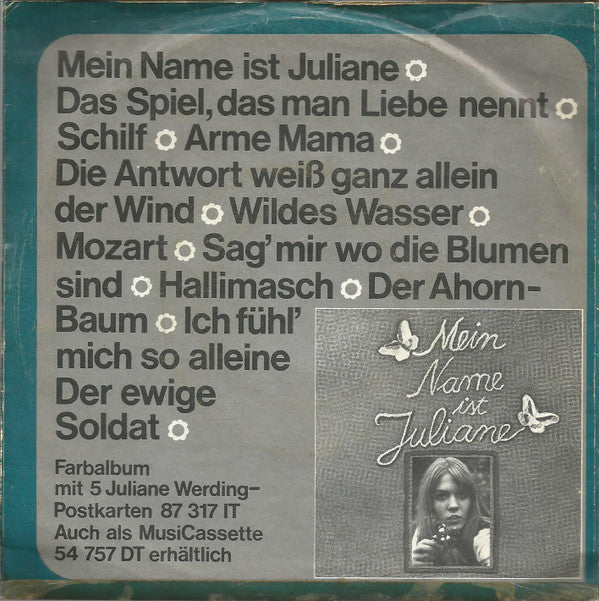 Mein Name ist Juliane
Das Spiel, das man Liebe nennt
Schilf Arme Mama
Die Antwort weiß ganz allein
der Wind Wildes Wasser
Mozart Sag' mir wo die Blumen
sind Hallimasch Der Ahorn-
Baum Ich fühl'
mich so alleine
Der ewige
Soldat
Farbalbum
mit 5 Juliane Werding-
Postkarten 87 317 IT
Auch als MusiCassette
54 757 DT erhältlich
Mein
Name
ist
Juliane